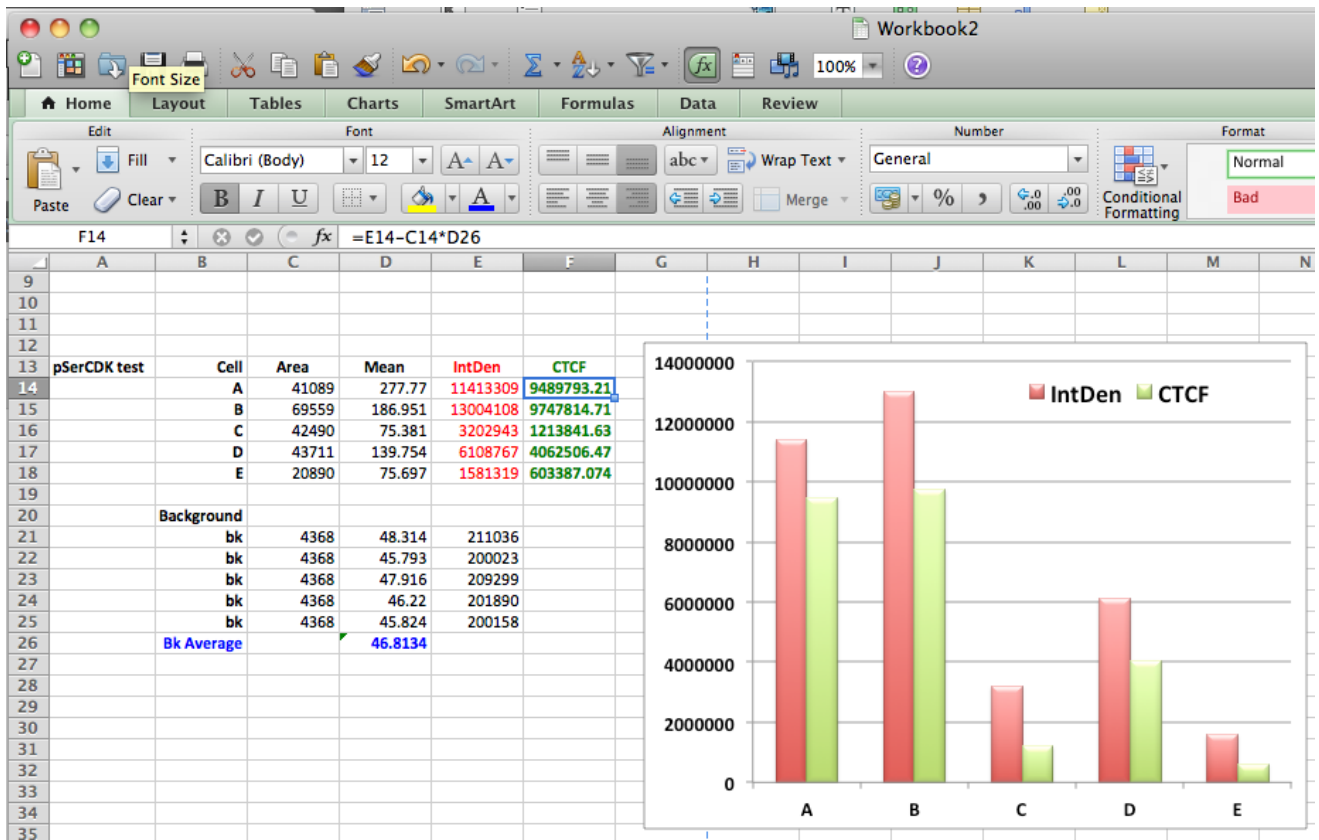 Workbook2
100%
Font Size
Home Layout Tables Charts SmartArt Formulas Data Review
Edit Font Alignment Number Format
Fill Calibri (Body) 12 A A abc Wrap Text General Normal
Paste Clear B I U A Merge % Conditional Formatting Bad
F14 fx =E14-C14*D26
A B C D E F G H I J K L M N
9
10
11
12
13 pSerCDK test Cell Area Mean IntDen CTCF
14 A 41089 277.77 11413309 9489793.21
15 B 69559 186.951 13004108 9747814.71
16 C 42490 75.381 3202943 1213841.63
17 D 43711 139.754 6108767 4062506.47
18 E 20890 75.697 1581319 603387.074
19
20 Background
21 bk 4368 48.314 211036
22 bk 4368 45.793 200023
23 bk 4368 47.916 209299
24 bk 4368 46.22 201890
25 bk 4368 45.824 200158
26 Bk Average 46.8134
27
28
29
30
31
32
33
34
35
IntDen CTCF
14000000
12000000
10000000
8000000
6000000
4000000
2000000
0
A B C D E